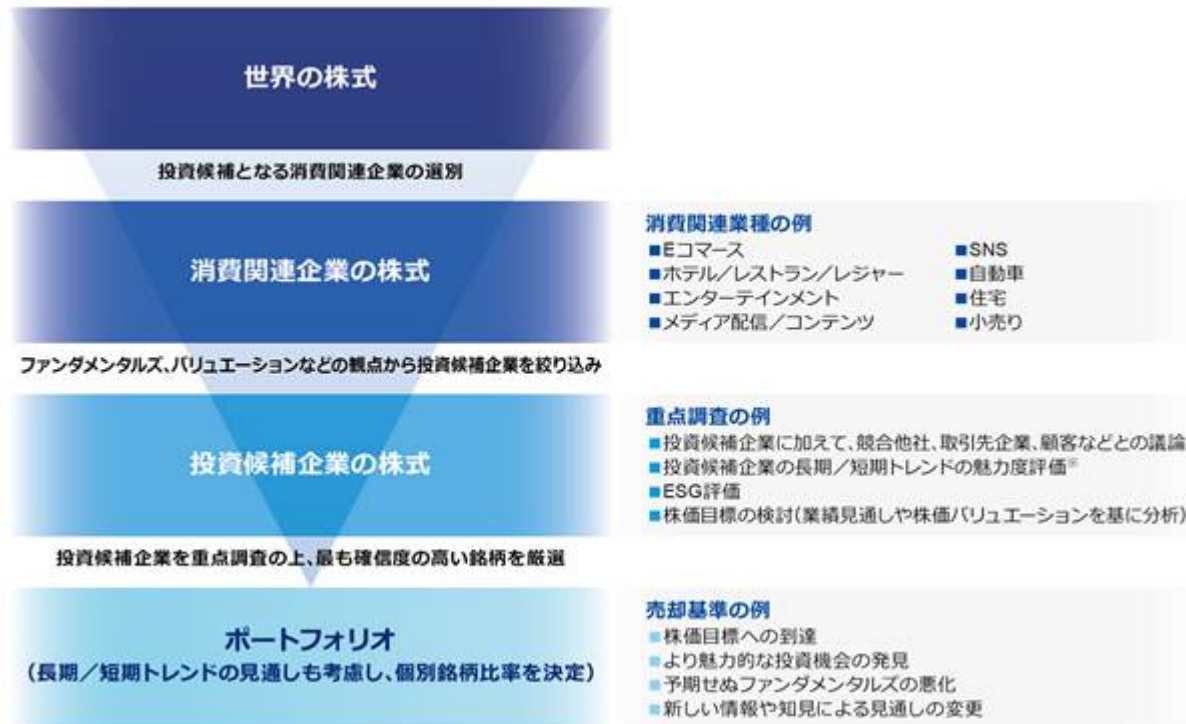 世界の株式
投資候補となる消費関連企業の選別
消費関連企業の株式
消費関連業種の例
■Eコマース
■ホテル／レストラン／レジャー
■エンターテインメント
■メディア配信／コンテンツ
■SNS
■自動車
■住宅
■小売り
ファンダメンタルズ、バリュエーションなどの観点から投資候補企業を絞り込み
投資候補企業の株式
重点調査の例
■投資候補企業に加えて、競合他社、取引先企業、顧客などとの議論
■投資候補企業の長期／短期トレンドの魅力度評価※
■ESG評価
■株価目標の検討(業績見通しや株価バリュエーションを基に分析)
投資候補企業を重点調査の上、最も確信度の高い銘柄を厳選
ポートフォリオ
（長期／短期トレンドの見通しも考慮し、個別銘柄比率を決定）
売却基準の例
■株価目標への到達
■より魅力的な投資機会の発見
■予期せぬファンダメンタルズの悪化
■新しい情報や知見による見通しの変更